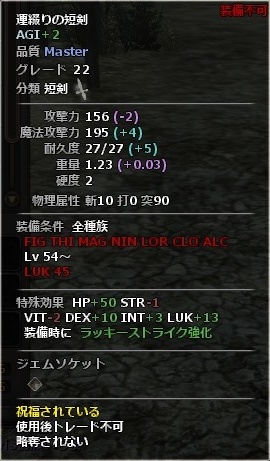 運綴りの短剣
装備不可
AGI+2
品質 Master
グレード 22
分類 短剣
攻撃力 156 (-2)
魔法攻撃力 195 (+4)
耐久度 27/27 (+5)
重量 1.23 (+0.03)
硬度 2
物理属性 斬10 打0 突90
装備条件 全種族
FIG THI MAG NIN LOR CLO ALC
Lv 54～
LUK 45
特殊効果 HP+50 STR-1
VIT-2 DEX+10 INT+3 LUK+13
装備時に ラッキーストライク強化
ジェムソケット
祝福されている
使用後トレード不可
略奪されない